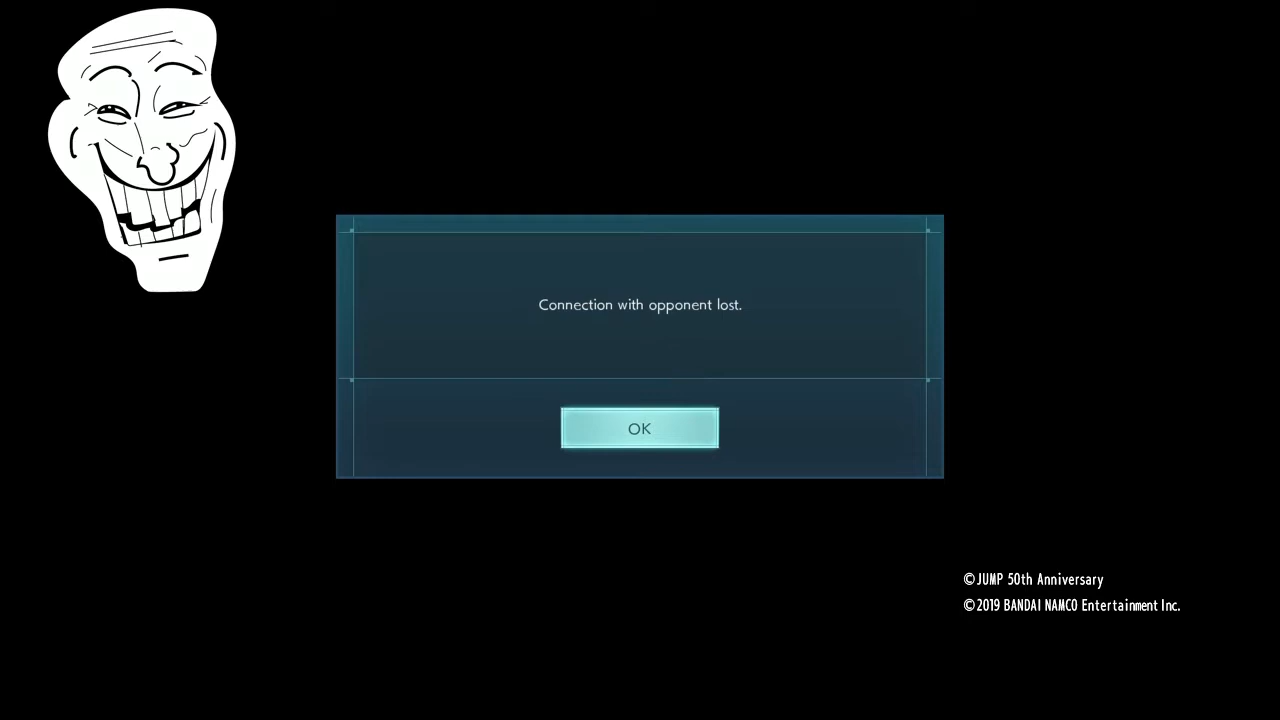 Connection with opponent lost.
OK
©JUMP 50th Anniversary
©2019 BANDAI NAMCO Entertainment Inc.